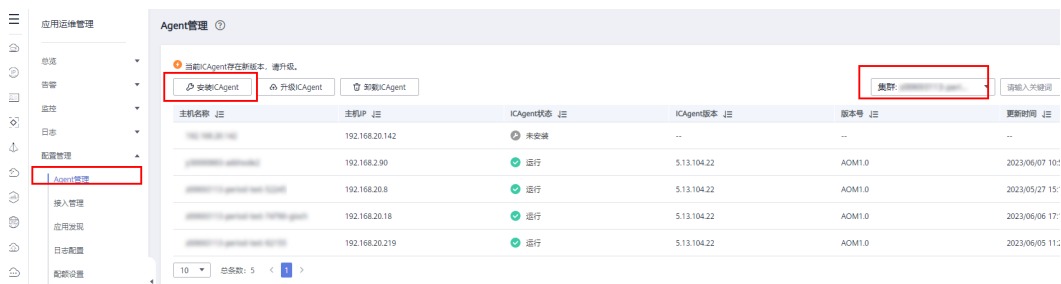 应用运维管理
Agent管理
总览
告警
监控
日志
配置管理
Agent管理
接入管理
应用发现
日志配置
配额设置
当前ICAgent存在新版本，请升级。
安装ICAgent 升级ICAgent 卸载ICAgent 集群: 请输入关键词
主机名称 主机IP ICAgent状态 ICAgent版本 版本号 更新时间
192.168.20.142 未安装 -- -- --
192.168.2.90 运行 5.13.104.22 AOM1.0 2023/06/07 10:5
192.168.20.8 运行 5.13.104.22 AOM1.0 2023/05/27 15:
192.168.20.18 运行 5.13.104.22 AOM1.0 2023/06/06 17:
192.168.20.219 运行 5.13.104.22 AOM1.0 2023/06/05 11:2
10 总条数: 5 < 1 >